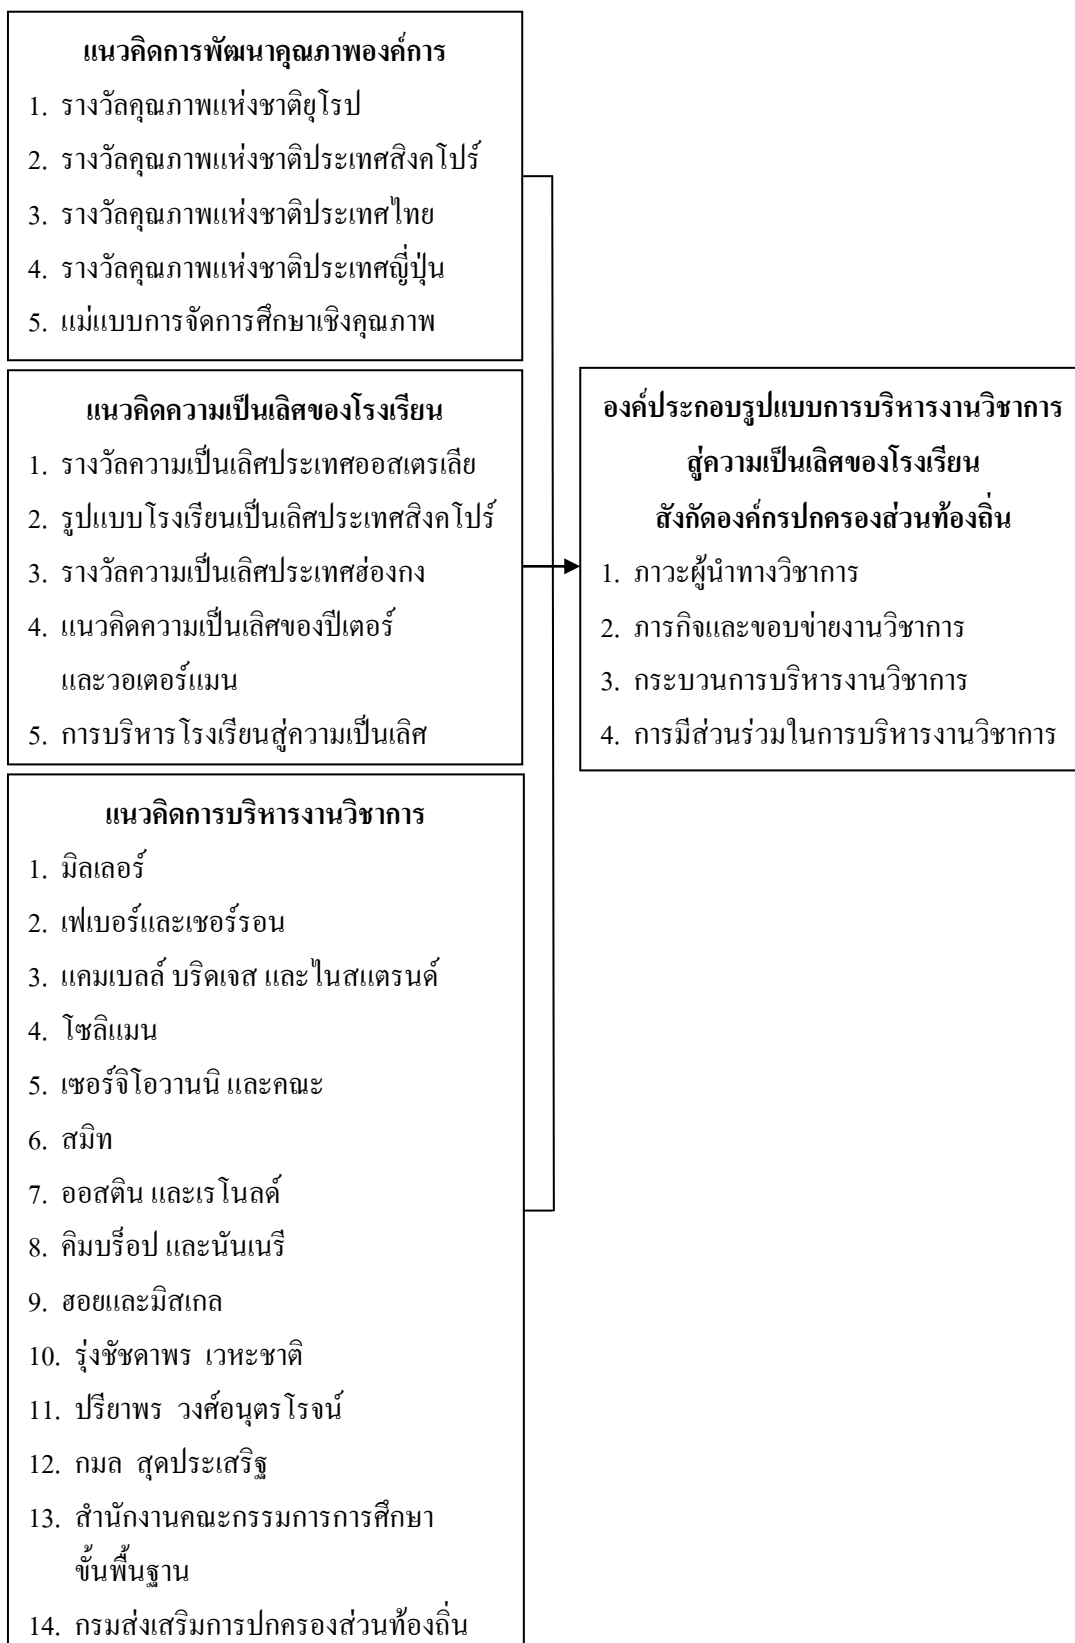 แนวคิดการพัฒนาคุณภาพองค์การ
1. รางวัลคุณภาพแห่งชาติยุโรป
2. รางวัลคุณภาพแห่งชาติประเทศสิงคโปร์
3. รางวัลคุณภาพแห่งชาติประเทศไทย
4. รางวัลคุณภาพแห่งชาติประเทศญี่ปุ่น
5. แม่แบบการจัดการศึกษาเชิงคุณภาพ
แนวคิดความเป็นเลิศของโรงเรียน
1. รางวัลความเป็นเลิศประเทศออสเตรเลีย
2. รูปแบบโรงเรียนเป็นเลิศประเทศสิงคโปร์
3. รางวัลความเป็นเลิศประเทศฮ่องกง
4. แนวคิดความเป็นเลิศของปีเตอร์
และวอเตอร์แมน
5. การบริหารโรงเรียนสู่ความเป็นเลิศ
แนวคิดการบริหารงานวิชาการ
1. มิลเลอร์
2. เฟเบอร์และเชอร์รอน
3. แคมเบลล์ บริดเจส และไนสแตรนด์
4. โซลิแมน
5. เซอร์จิโอวานนิ และคณะ
6. สมิท
7. ออสติน และเรโนลด์
8. คิมบร็อป และนันเนรี
9. ฮอยและมิสเกล
10. รุ่งชัชดาพร เวหะชาติ
11. ปรียาพร วงศ์อนุตรโรจน์
12. กมล สุดประเสริฐ
13. สำนักงานคณะกรรมการการศึกษา
ขั้นพื้นฐาน
14. กรมส่งเสริมการปกครองส่วนท้องถิ่น
องค์ประกอบรูปแบบการบริหารงานวิชาการ
สู่ความเป็นเลิศของโรงเรียน
สังกัดองค์กรปกครองส่วนท้องถิ่น
1. ภาวะผู้นำทางวิชาการ
2. ภารกิจและขอบข่ายงานวิชาการ
3. กระบวนการบริหารงานวิชาการ
4. การมีส่วนร่วมในการบริหารงานวิชาการ